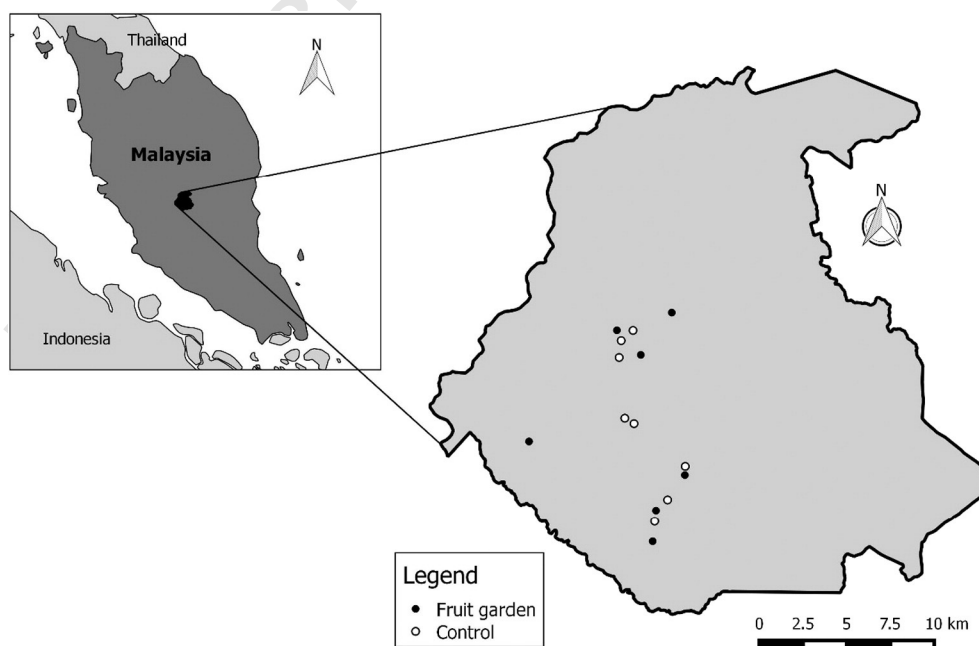 Thailand
N
Malaysia
Indonesia
N
Legend
Fruit garden
Control
0 2.5 5 7.5 10 km